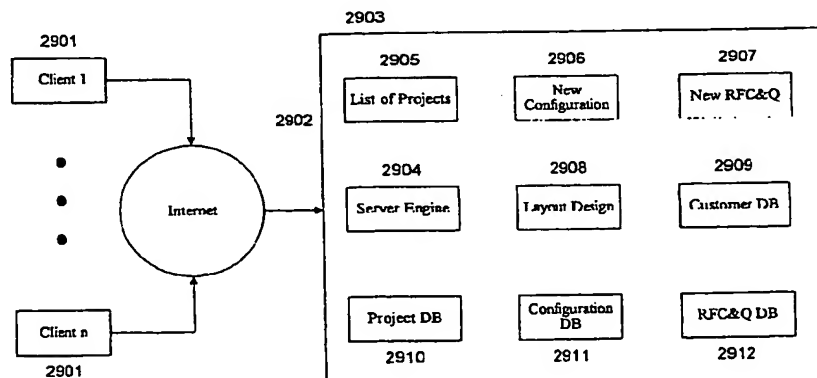 2903
2901
Client 1
2905
2906
2907
List of Projects
New
Configuration
New RFC&Q
2902
2904
2908
2909
Internet
Server Engine
Layout Design
Customer DB
Client n
Project DB
Configuration
DB
RFC&Q DB
2901
2910
2911
2912